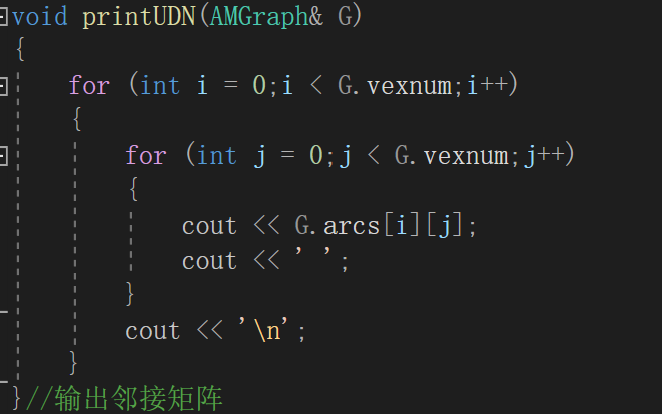 void printUDN(AMGraph& G)
{
for (int i = 0;i < G.vexnum;i++)
{
for (int j = 0;j < G.vexnum;j++)
{
cout << G.arcs[i][j];
cout << ' ';
}
cout << '\n';
}
}//输出邻接矩阵